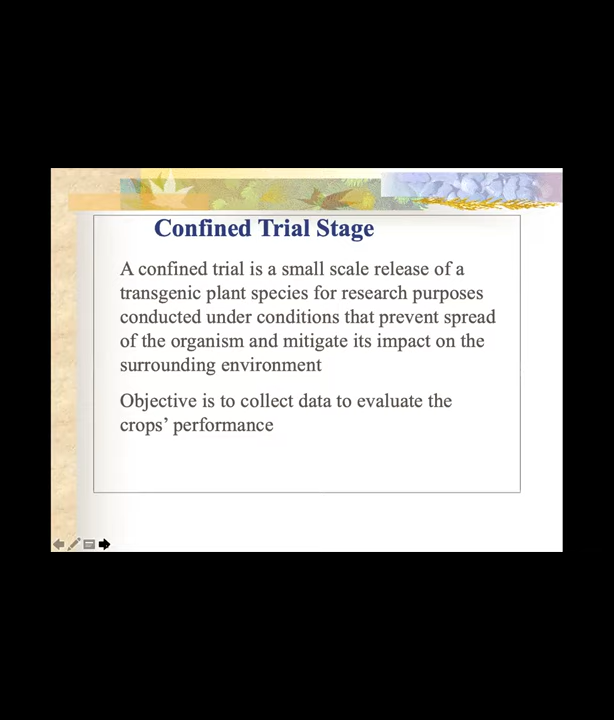 Confined Trial Stage
A confined trial is a small scale release of a
transgenic plant species for research purposes
conducted under conditions that prevent spread
of the organism and mitigate its impact on the
surrounding environment
Objective is to collect data to evaluate the
crops’ performance